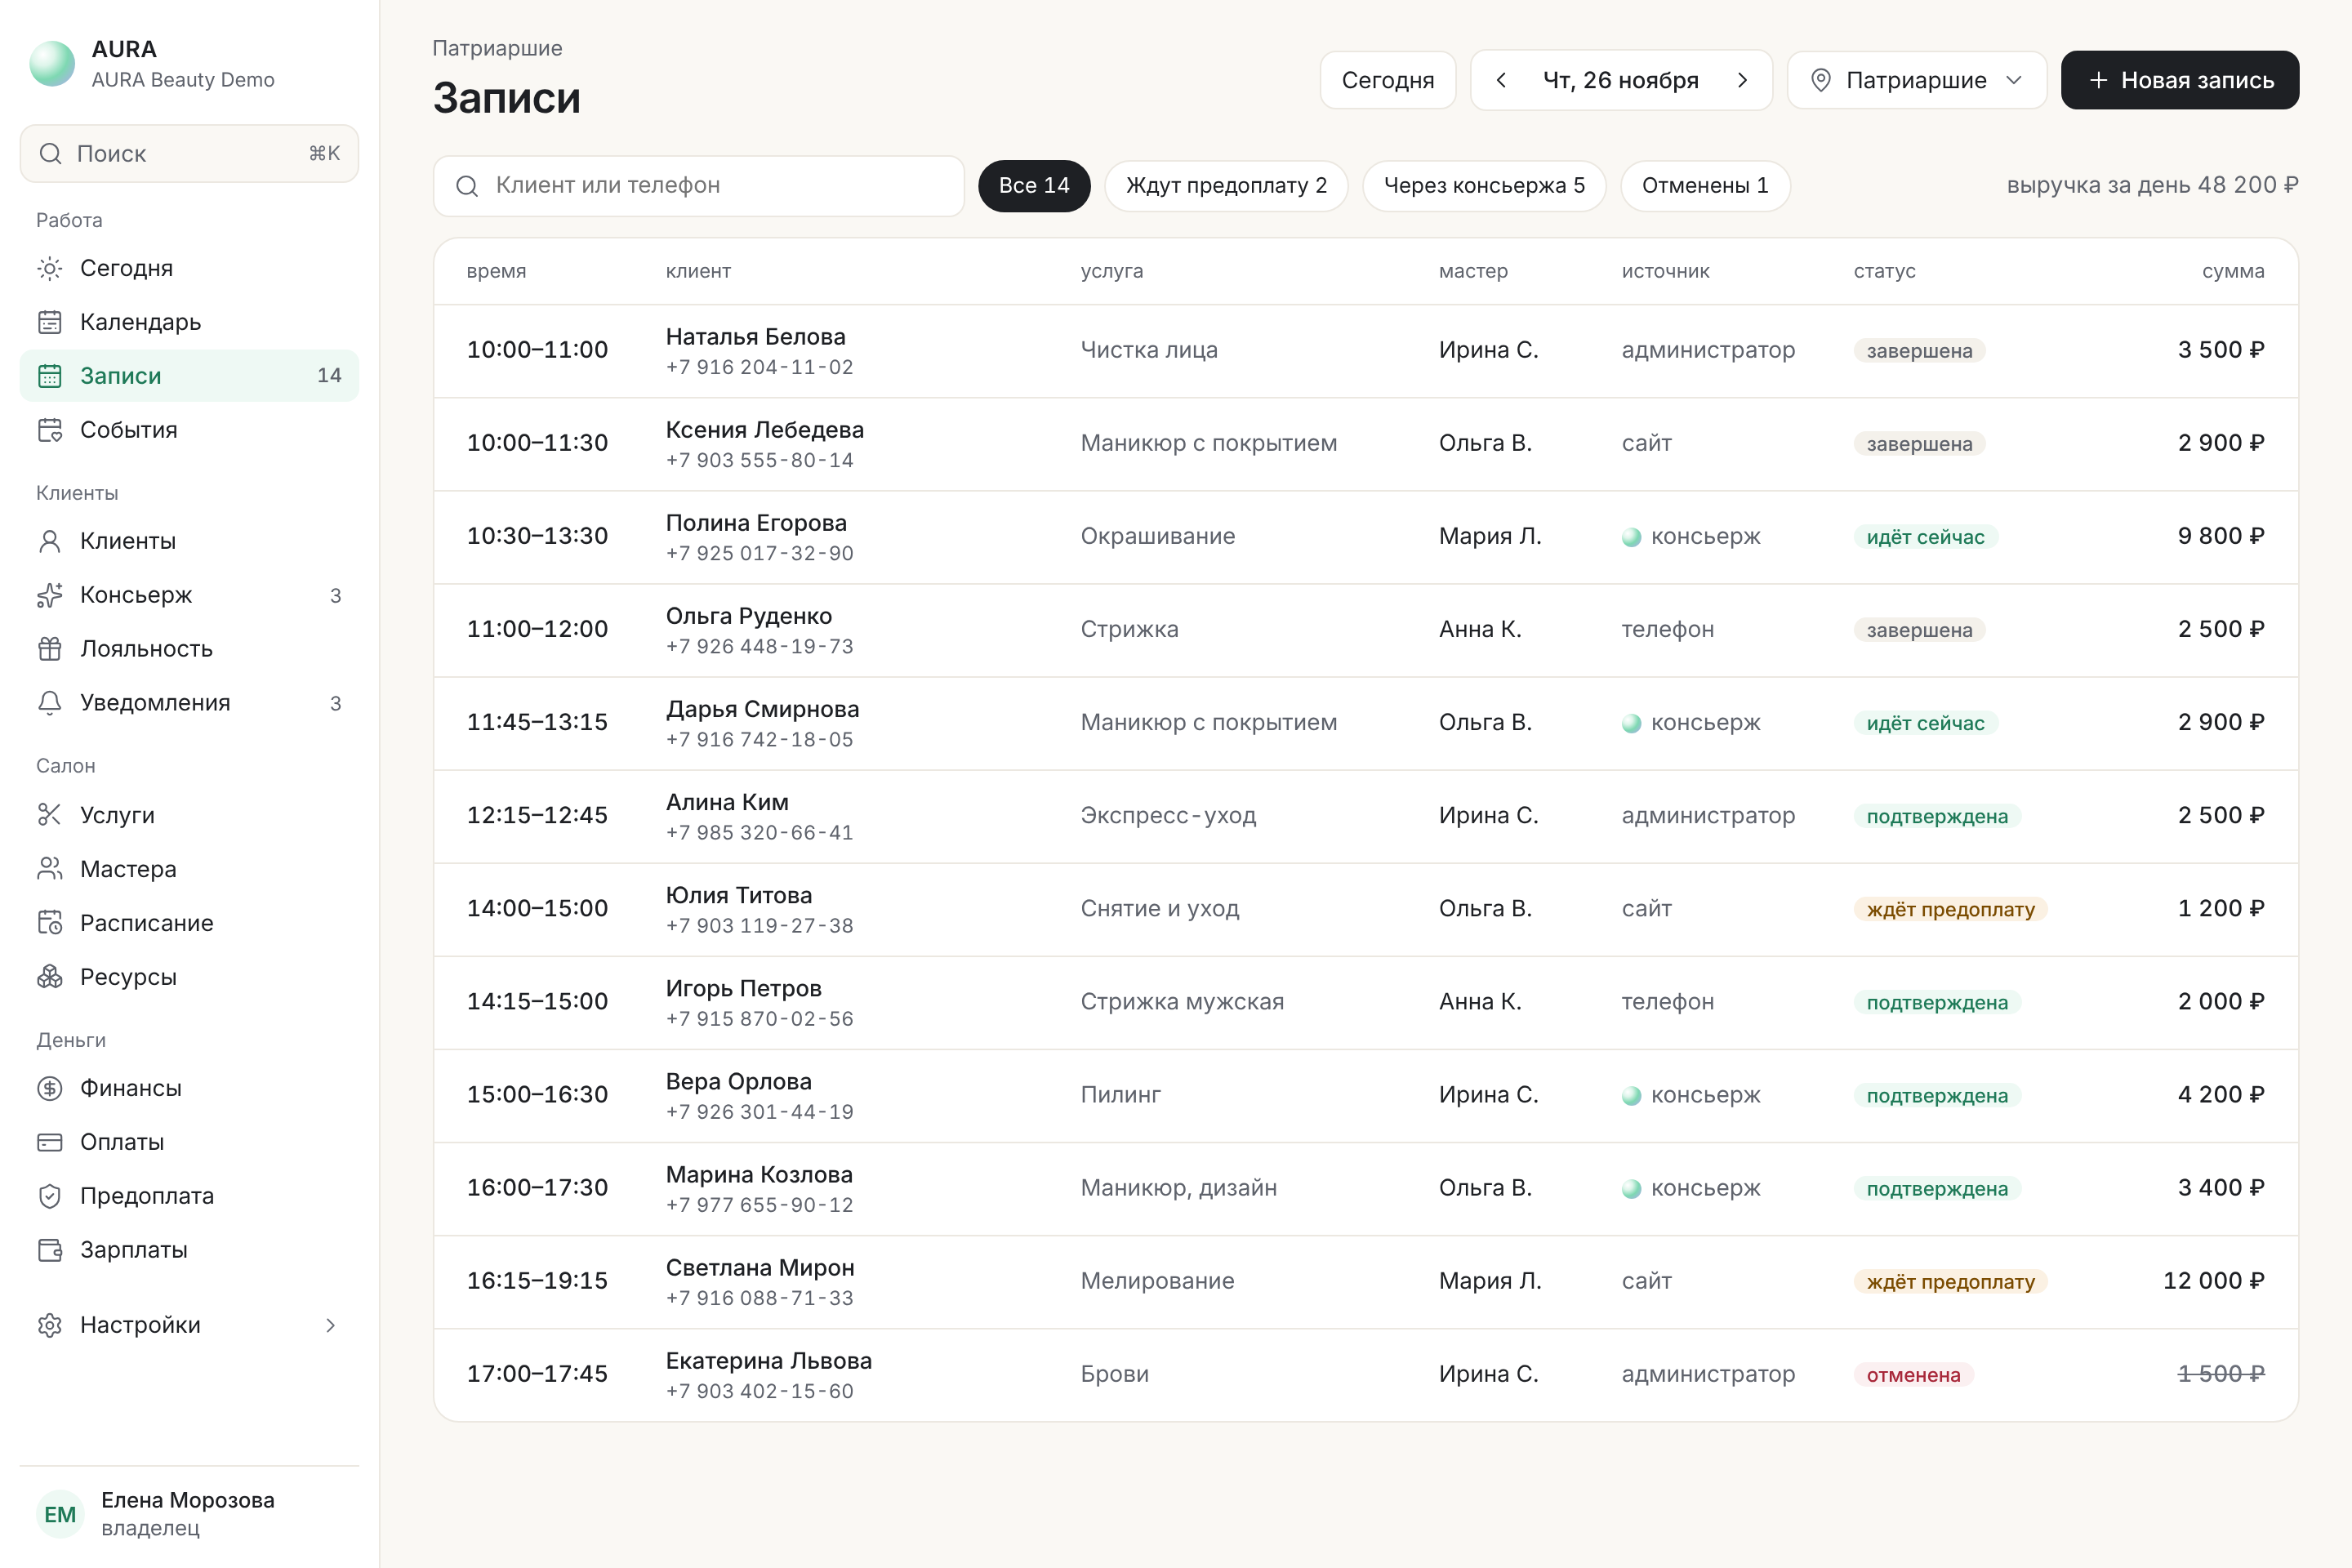 AURA
AURA Beauty Demo
Поиск ⌘K
Работа
Сегодня
Календарь
Записи 14
События
Клиенты
Клиенты
Консьерж 3
Лояльность
Уведомления 3
Салон
Услуги
Мастера
Расписание
Ресурсы
Деньги
Финансы
Оплаты
Предоплата
Зарплаты
Настройки
ЕМ
Елена Морозова
владелец
Патриаршие
Записи
Сегодня
Чт, 26 ноября
Патриаршие
+ Новая запись
Клиент или телефон
Все 14
Ждут предоплату 2
Через консьержа 5
Отменены 1
выручка за день 48 200 ₽
время клиент услуга мастер источник статус сумма
10:00–11:00 Наталья Белова Чистка лица Ирина С. администратор завершена 3 500 ₽
+7 916 204-11-02
10:00–11:30 Ксения Лебедева Маникюр с покрытием Ольга В. сайт завершена 2 900 ₽
+7 903 555-80-14
10:30–13:30 Полина Егорова Окрашивание Мария Л. консьерж идёт сейчас 9 800 ₽
+7 925 017-32-90
11:00–12:00 Ольга Руденко Стрижка Анна К. телефон завершена 2 500 ₽
+7 926 448-19-73
11:45–13:15 Дарья Смирнова Маникюр с покрытием Ольга В. консьерж идёт сейчас 2 900 ₽
+7 916 742-18-05
12:15–12:45 Алина Ким Экспресс-уход Ирина С. администратор подтверждена 2 500 ₽
+7 985 320-66-41
14:00–15:00 Юлия Титова Снятие и уход Ольга В. сайт ждёт предоплату 1 200 ₽
+7 903 119-27-38
14:15–15:00 Игорь Петров Стрижка мужская Анна К. телефон подтверждена 2 000 ₽
+7 915 870-02-56
15:00–16:30 Вера Орлова Пилинг Ирина С. консьерж подтверждена 4 200 ₽
+7 926 301-44-19
16:00–17:30 Марина Козлова Маникюр, дизайн Ольга В. консьерж подтверждена 3 400 ₽
+7 977 655-90-12
16:15–19:15 Светлана Мирон Мелирование Мария Л. сайт ждёт предоплату 12 000 ₽
+7 916 088-71-33
17:00–17:45 Екатерина Львова Брови Ирина С. администратор отменена 1 500 ₽
+7 903 402-15-60